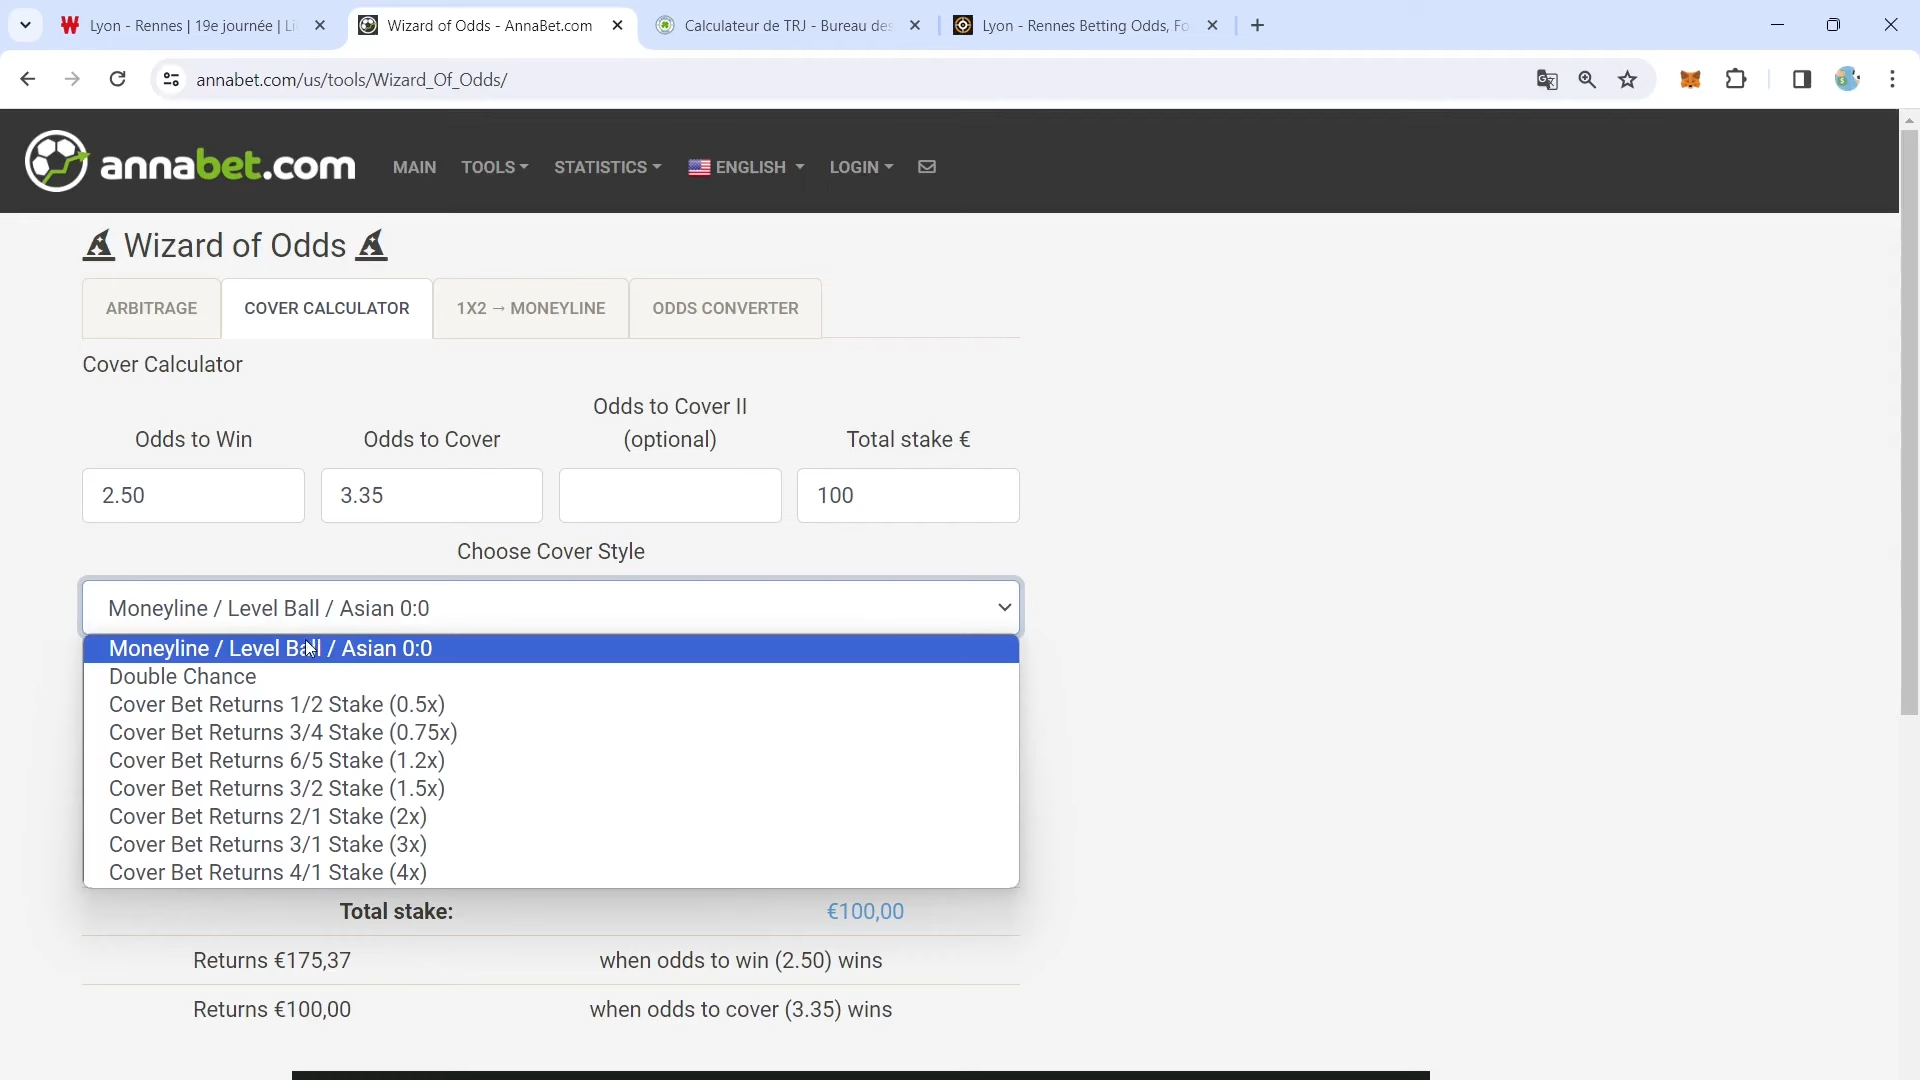 Lyon - Rennes | 19e journée | Li
Wizard of Odds - AnnaBet.com
Calculateur de TRJ - Bureau des
Lyon - Rennes Betting Odds, Fo
annabet.com/us/tools/Wizard_Of_Odds/
annabet.com
MAIN
TOOLS
STATISTICS
ENGLISH
LOGIN
Wizard of Odds
ARBITRAGE
COVER CALCULATOR
1X2 → MONEYLINE
ODDS CONVERTER
Cover Calculator
Odds to Win
Odds to Cover
Odds to Cover II
(optional)
Total stake €
2.50
3.35
100
Choose Cover Style
Moneyline / Level Ball / Asian 0:0
Moneyline / Level Ball / Asian 0:0
Double Chance
Cover Bet Returns 1/2 Stake (0.5x)
Cover Bet Returns 3/4 Stake (0.75x)
Cover Bet Returns 6/5 Stake (1.2x)
Cover Bet Returns 3/2 Stake (1.5x)
Cover Bet Returns 2/1 Stake (2x)
Cover Bet Returns 3/1 Stake (3x)
Cover Bet Returns 4/1 Stake (4x)
Total stake: €100,00
Returns €175,37 when odds to win (2.50) wins
Returns €100,00 when odds to cover (3.35) wins